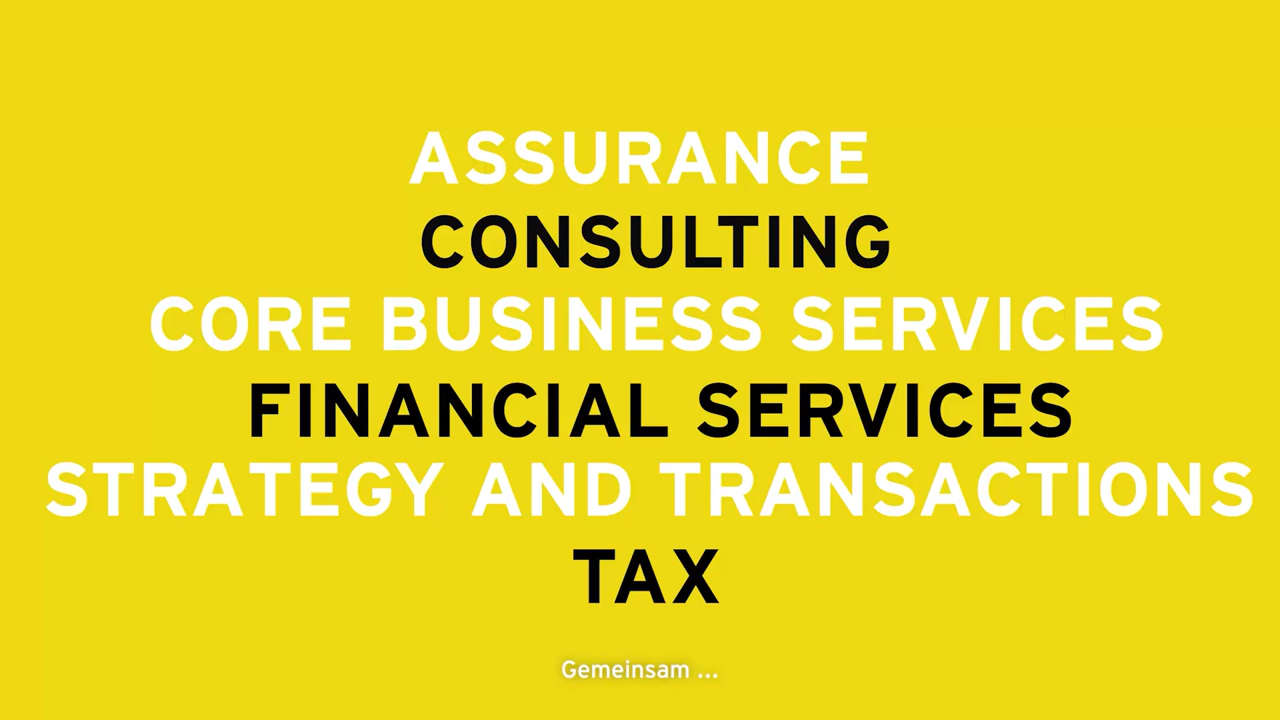 ASSURANCE
CONSULTING
CORE BUSINESS SERVICES
FINANCIAL SERVICES
STRATEGY AND TRANSACTIONS
TAX
Gemeinsam ...